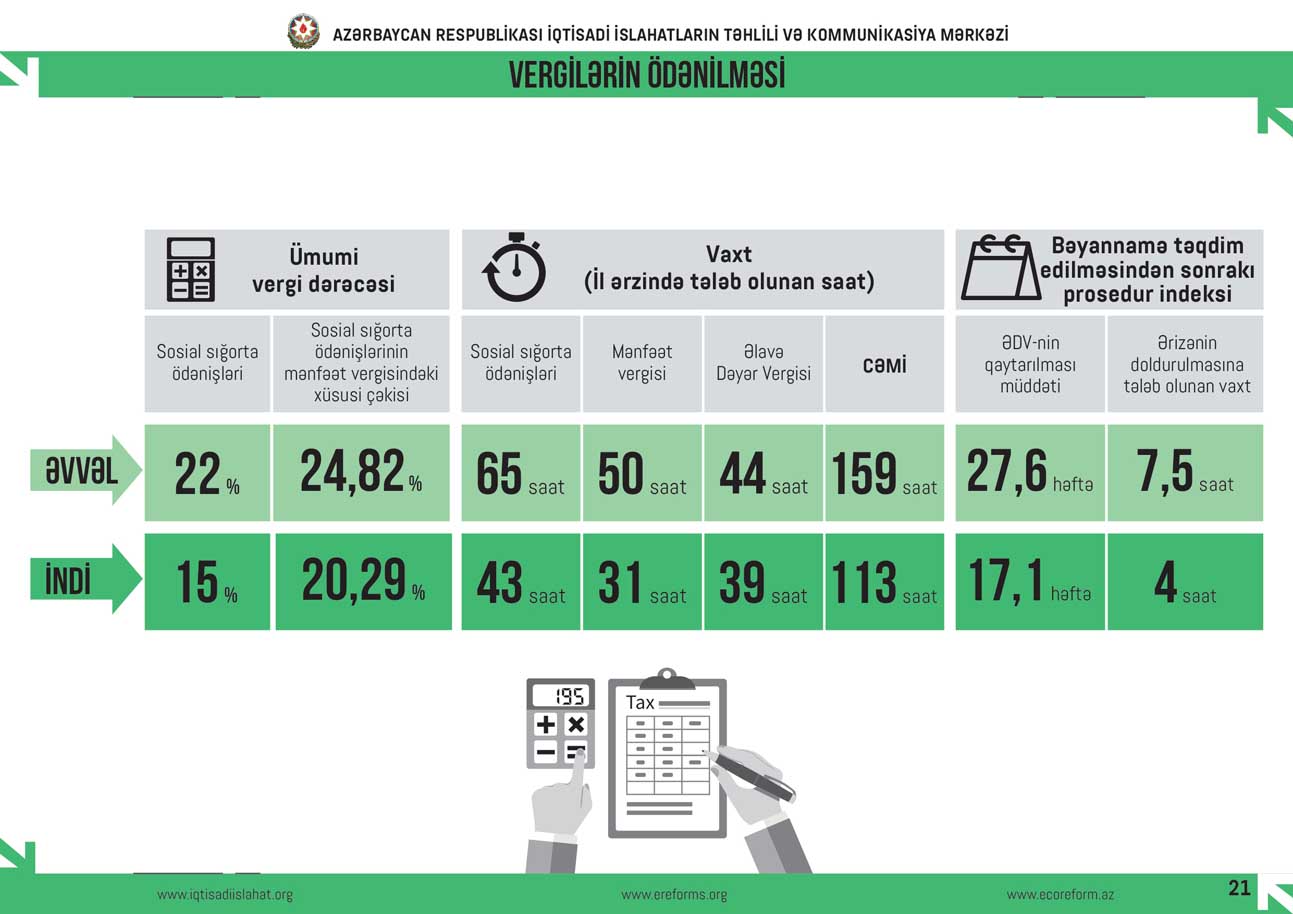 AZƏRBAYCAN RESPUBLİKASI İQTİSADİ İSLAHATLARIN TƏHLİLİ VƏ KOMMUNİKASİYA MƏRKƏZİ
VERGİLƏRİN ÖDƏNİLMƏSİ
Ümumi
vergi dərəcəsi
Vaxt
(İl ərzində tələb olunan saat)
Bəyannamə təqdim
edilməsindən sonrakı
prosedur indeksi
Sosial sığorta
ödənişləri
Sosial sığorta
ödənişlərinin
mənfəət vergisindəki
xüsusi çəkisi
Sosial sığorta
ödənişləri
Mənfəət
vergisi
Əlavə
Dəyər Vergisi
CƏMİ
ƏDV-nin
qaytarılması
müddəti
Ərizənin
doldurulmasına
tələb olunan vaxt
ƏVVƏL 22 % 24,82 % 65 saat 50 saat 44 saat 159 saat 27,6 həftə 7,5 saat
İNDİ 15 % 20,29 % 43 saat 31 saat 39 saat 113 saat 17,1 həftə 4 saat
195
Tax
www.iqtisadiislahat.org www.ereforms.org www.ecoreform.az 21